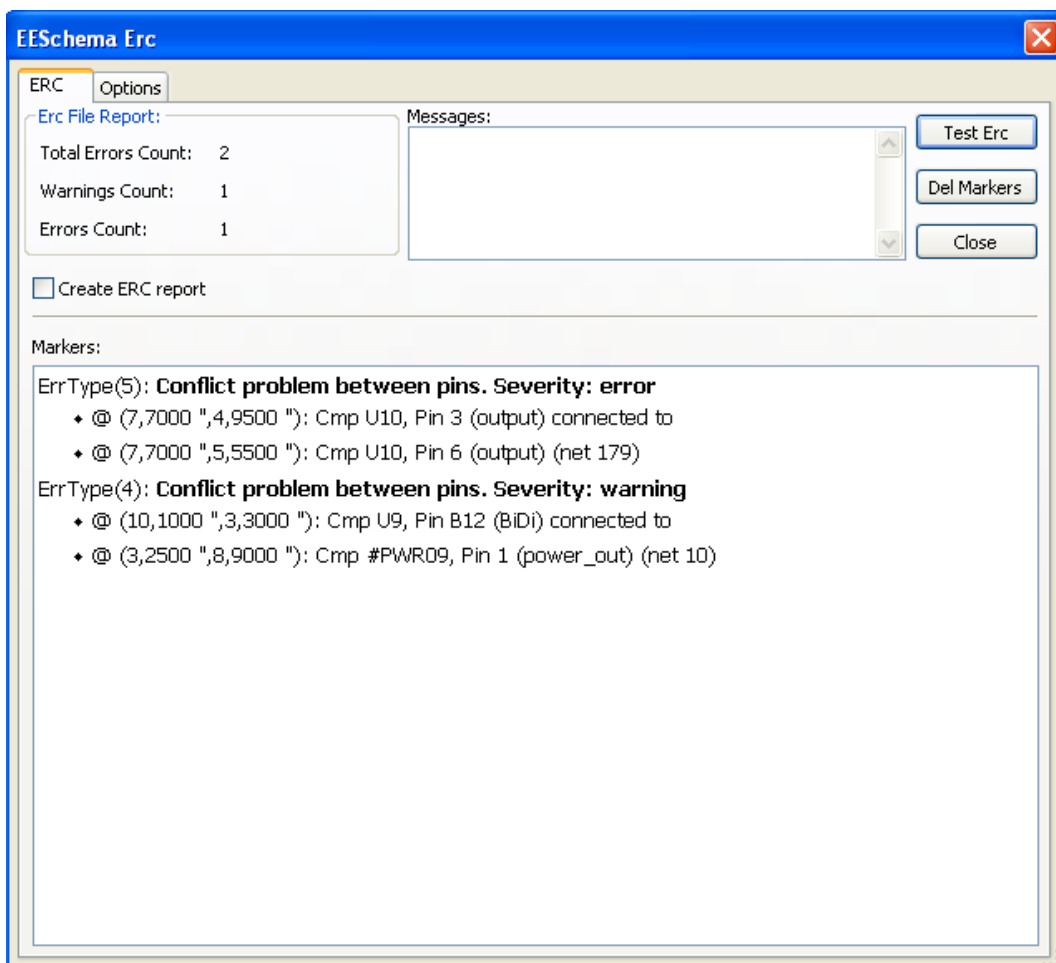 EESchema Erc
ERC
Options
Erc File Report:
Total Errors Count: 2
Warnings Count: 1
Errors Count: 1
Messages:
Test Erc
Del Markers
Close
Create ERC report
Markers:
ErrType(5): Conflict problem between pins. Severity: error
• @ (7,7000 ",4,9500 "): Cmp U10, Pin 3 (output) connected to
• @ (7,7000 ",5,5500 "): Cmp U10, Pin 6 (output) (net 179)
ErrType(4): Conflict problem between pins. Severity: warning
• @ (10,1000 ",3,3000 "): Cmp U9, Pin B12 (BiDi) connected to
• @ (3,2500 ",8,9000 "): Cmp #PWR09, Pin 1 (power_out) (net 10)